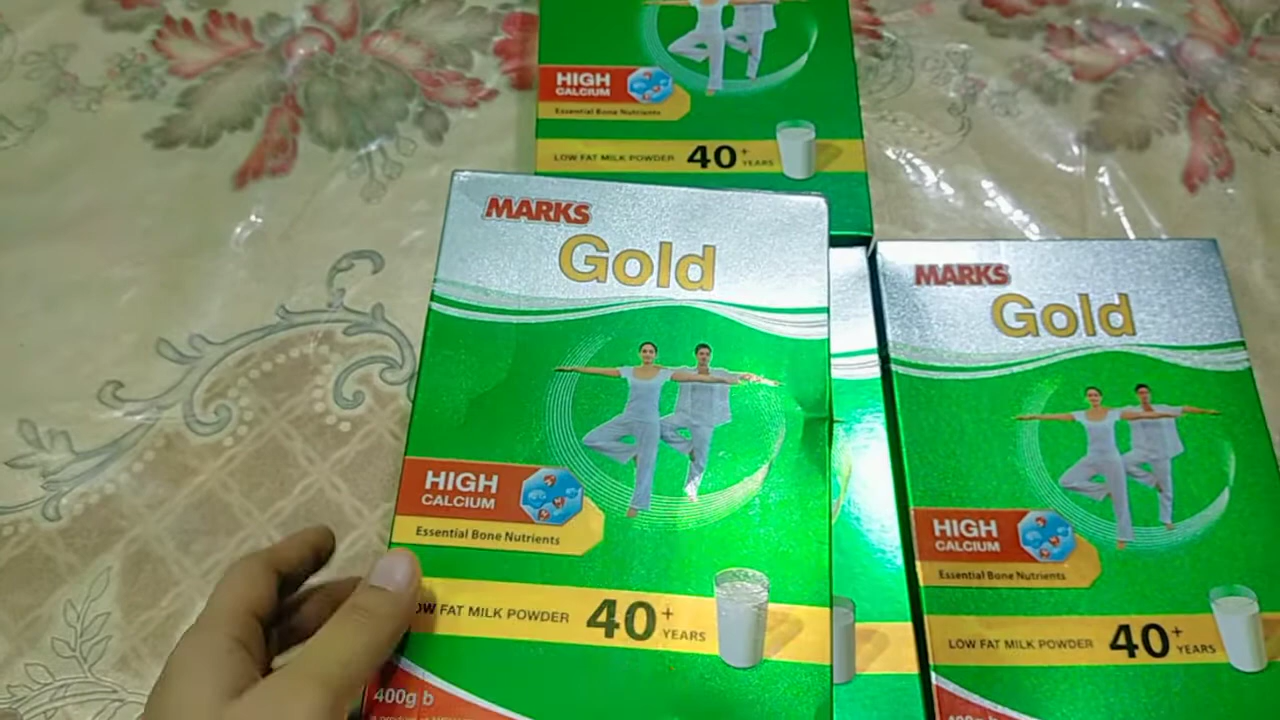 HIGH
CALCIUM
Essential Bone Nutrients
LOW FAT MILK POWDER 40+ YEARS
MARKS
Gold
HIGH
CALCIUM
Essential Bone Nutrients
OW FAT MILK POWDER 40+ YEARS
400g b
MARKS
Gold
HIGH
CALCIUM
Essential Bone Nutrients
LOW FAT MILK POWDER 40+ YEARS